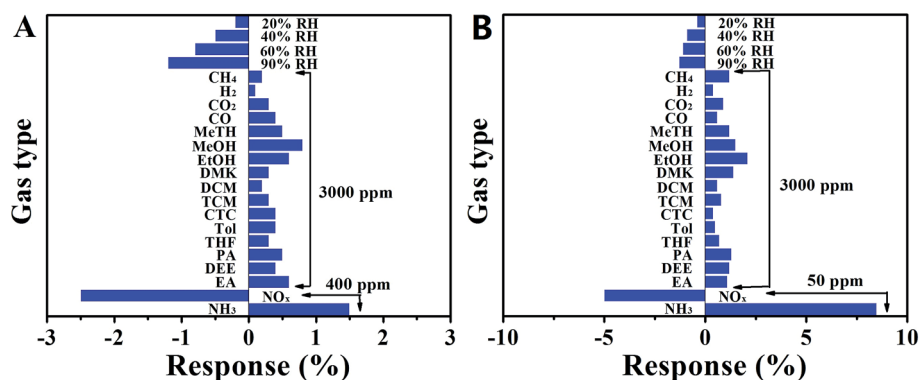 A
Gas type
20% RH
40% RH
60% RH
90% RH
CH₄
H₂
CO₂
CO
MeTH
MeOH
EtOH
DMK
DCM
TCM
CTC
Tol
THF
PA
DEE
EA
NOₓ
NH₃
3000 ppm
400 ppm
-3 -2 -1 0 1 2 3
Response (%)
B
Gas type
20% RH
40% RH
60% RH
90% RH
CH₄
H₂
CO₂
CO
MeTH
MeOH
EtOH
DMK
DCM
TCM
CTC
Tol
THF
PA
DEE
EA
NOₓ
NH₃
3000 ppm
50 ppm
-10 -5 0 5 10
Response (%)